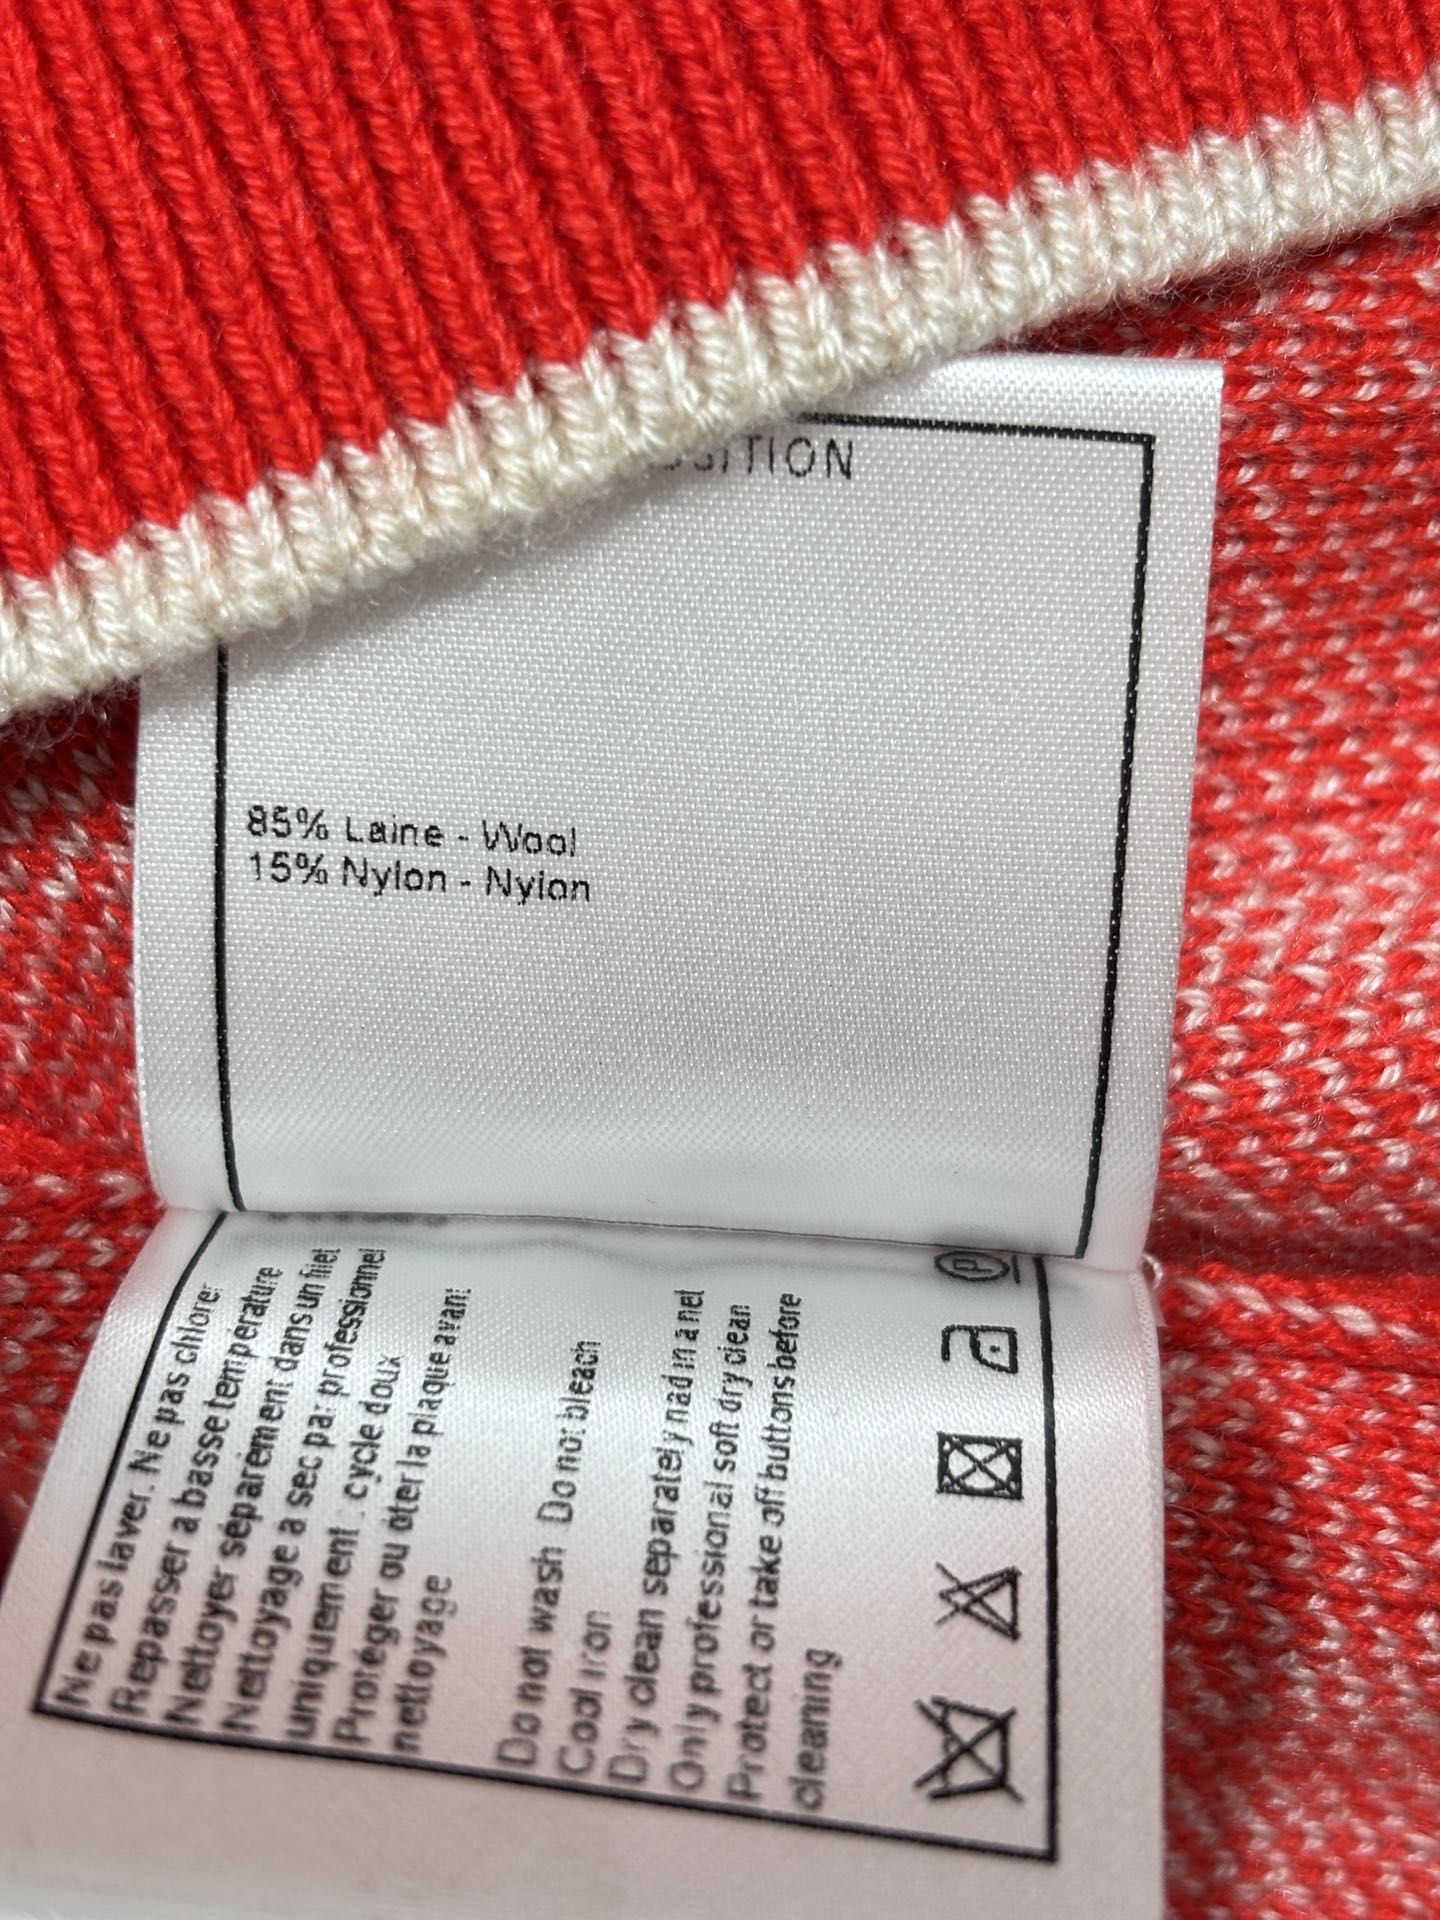 SITION
85% Laine - Wool
15% Nylon - Nylon
Ne pas laver. Ne pas chlorer
Repasser a basse temperature
Nettoyer séparément dans un filet
Nettoyage a sec par professionnel
uniquement . cycle doux
Protéger ou ôter la plaque avant
nettoyage
Do not wash Do not bleach
Cool iron
Dry clean separately nad in a net
Only professional soft dry clean
Protect or take off buttons before
cleaning
P